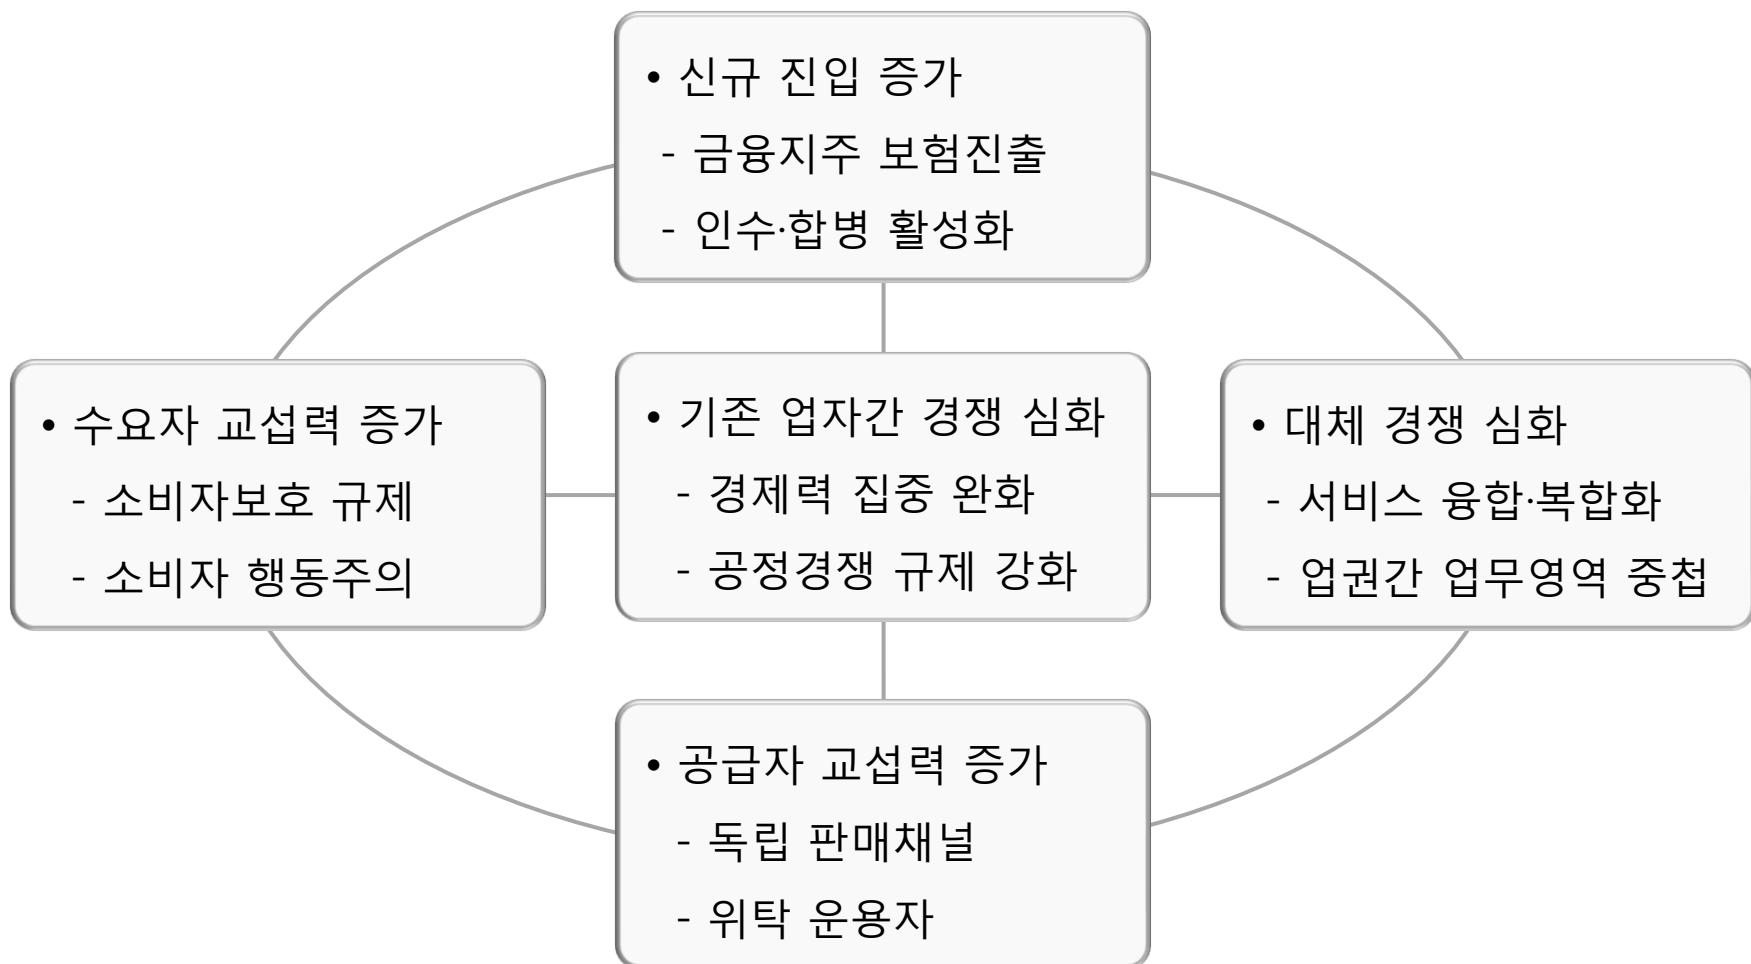 • 신규 진입 증가
- 금융지주 보험진출
- 인수·합병 활성화
• 수요자 교섭력 증가
- 소비자보호 규제
- 소비자 행동주의
• 기존 업자간 경쟁 심화
- 경제력 집중 완화
- 공정경쟁 규제 강화
• 대체 경쟁 심화
- 서비스 융합·복합화
- 업권간 업무영역 중첩
• 공급자 교섭력 증가
- 독립 판매채널
- 위탁 운용자